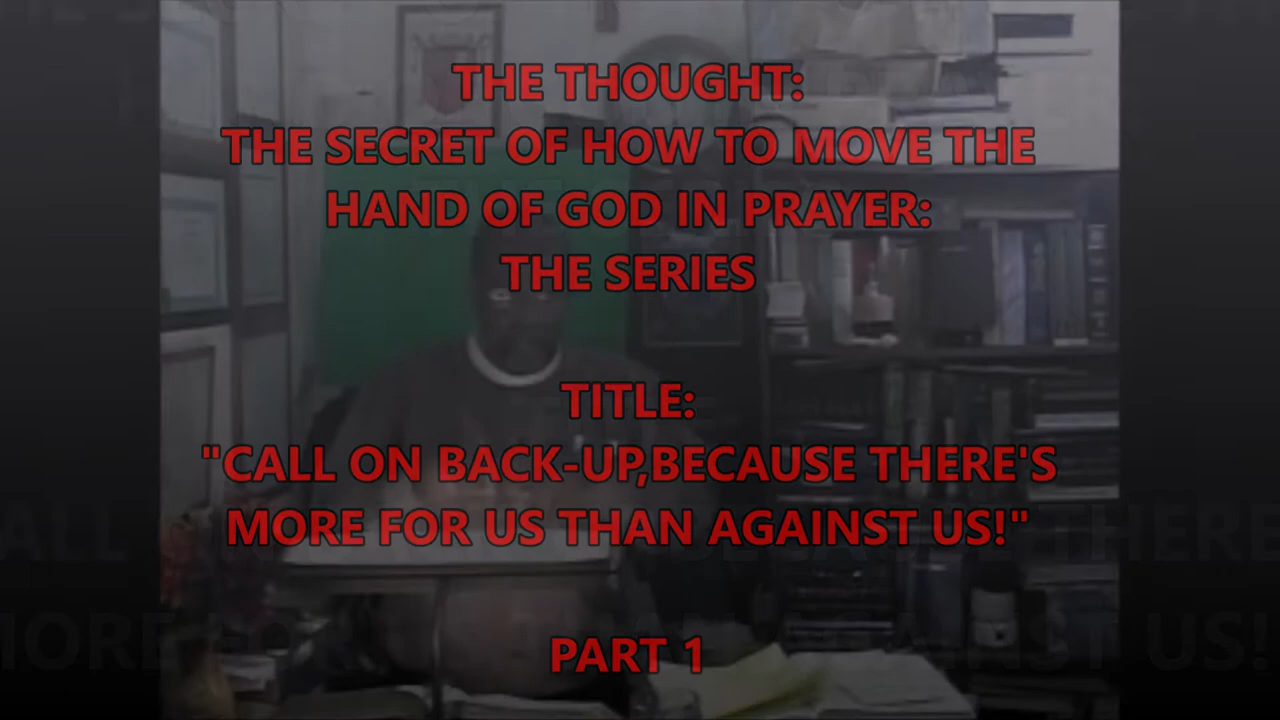 THE THOUGHT:
THE SECRET OF HOW TO MOVE THE
HAND OF GOD IN PRAYER:
THE SERIES
TITLE:
"CALL ON BACK-UP,BECAUSE THERE'S
MORE FOR US THAN AGAINST US!"
PART 1